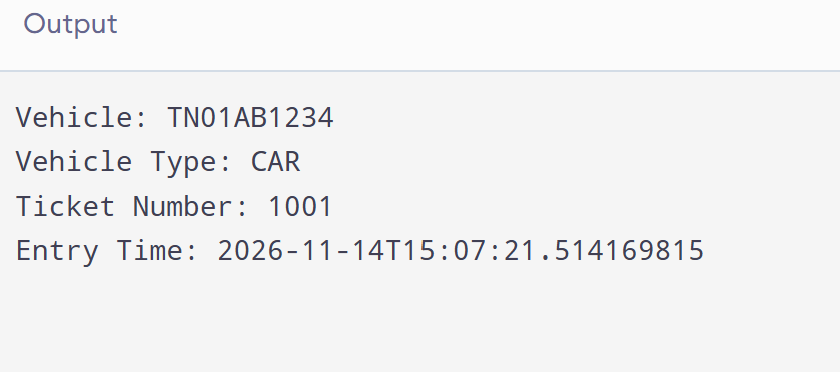 Output
Vehicle: TN01AB1234
Vehicle Type: CAR
Ticket Number: 1001
Entry Time: 2026-11-14T15:07:21.514169815